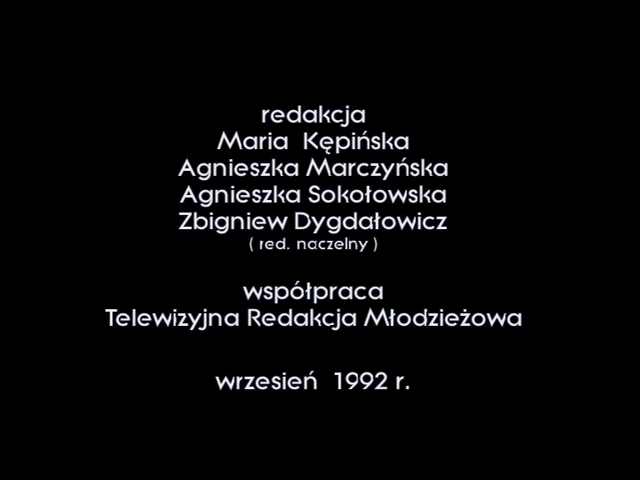 redakcja
Maria Kępińska
Agnieszka Marczyńska
Agnieszka Sokołowska
Zbigniew Dygdałowicz
( red. naczelny )
współpraca
Telewizyjna Redakcja Młodzieżowa
wrzesień 1992 r.